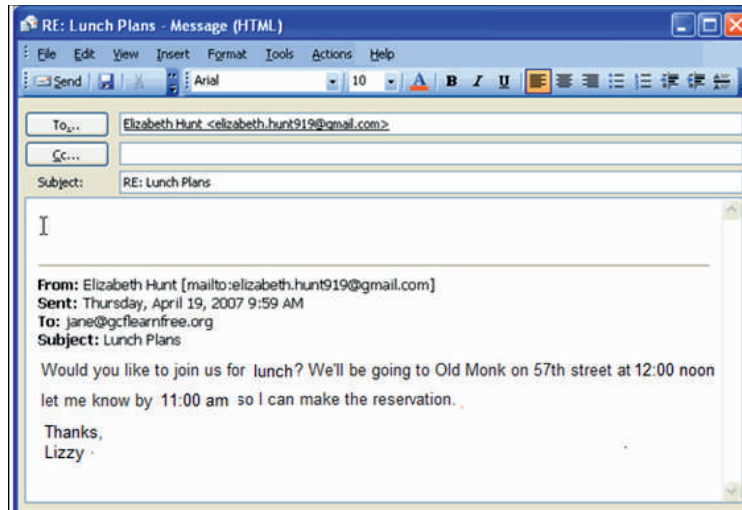 RE: Lunch Plans - Message (HTML)
File Edit View Insert Format Tools Actions Help
Send Arial 10 A B I U
To... Elizabeth Hunt <elizabeth.hunt919@gmail.com>
Cc...
Subject: RE: Lunch Plans
From: Elizabeth Hunt [mailto:elizabeth.hunt919@gmail.com]
Sent: Thursday, April 19, 2007 9:59 AM
To: jane@gcflearnfree.org
Subject: Lunch Plans
Would you like to join us for lunch? We'll be going to Old Monk on 57th street at 12:00 noon
let me know by 11:00 am so I can make the reservation.
Thanks,
Lizzy